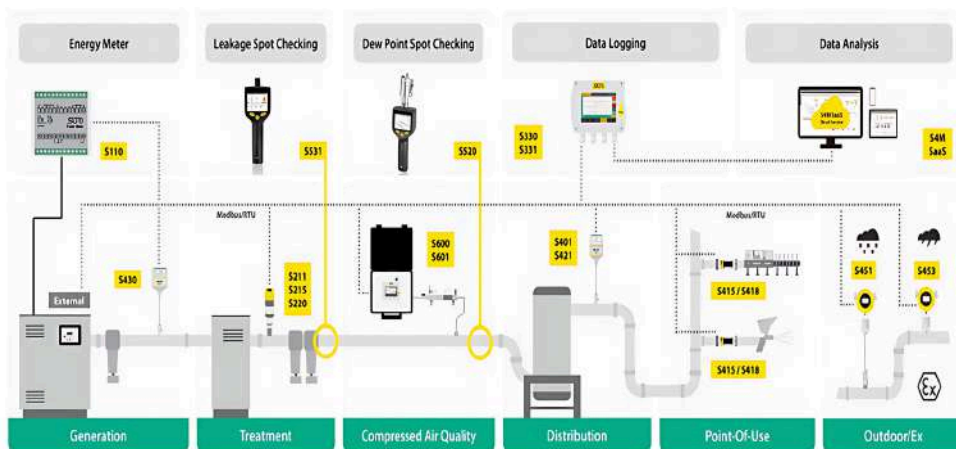 Energy Meter
Leakage Spot Checking
Dew Point Spot Checking
Data Logging
Data Analysis
S110
S531
S520
S330
S331
S4M
SaaS
Modbus/RTU
Modbus/RTU
External
S430
S211
S215
S220
S600
S601
S401
S421
S415 / S418
S415 / S418
S451
S453
Ex
Generation
Treatment
Compressed Air Quality
Distribution
Point-Of-Use
Outdoor/Ex